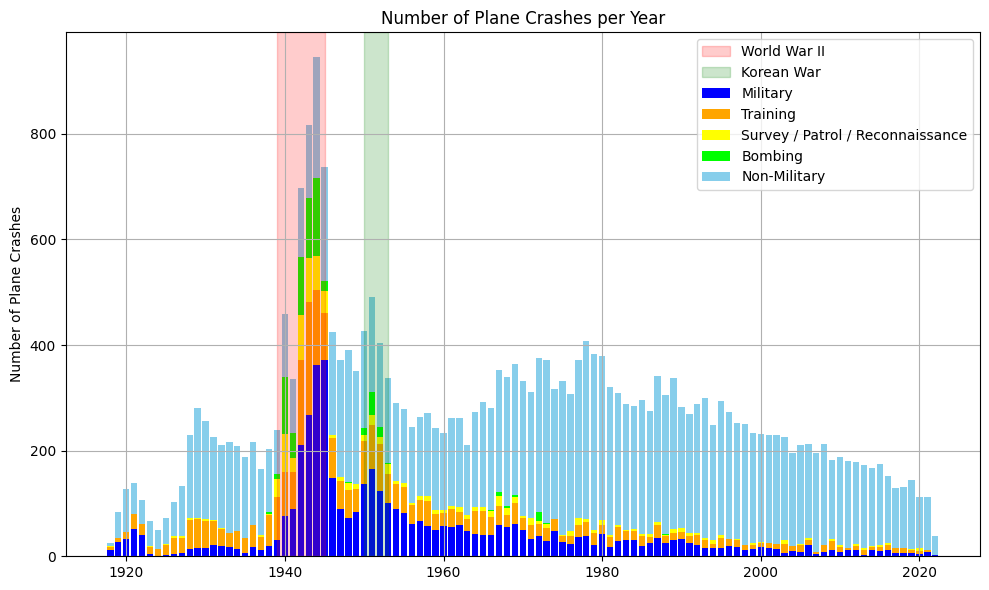 Number of Plane Crashes per Year
World War II
Korean War
Military
Training
Survey / Patrol / Reconnaissance
Bombing
Non-Military
Number of Plane Crashes
800
600
400
200
0
1920
1940
1960
1980
2000
2020